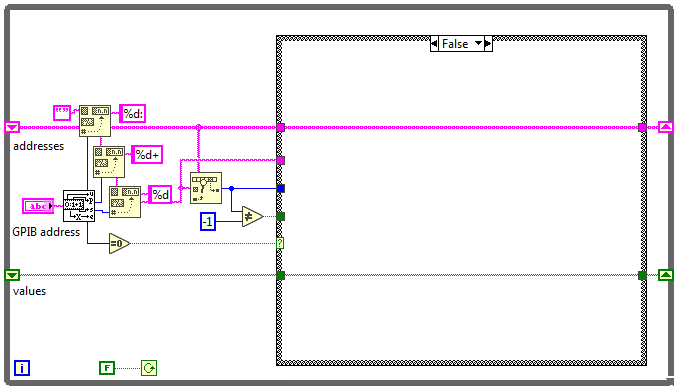 False
""
%d:
addresses
%d+
%d
abc
GPIB address
-1
=0
?
values
i
F